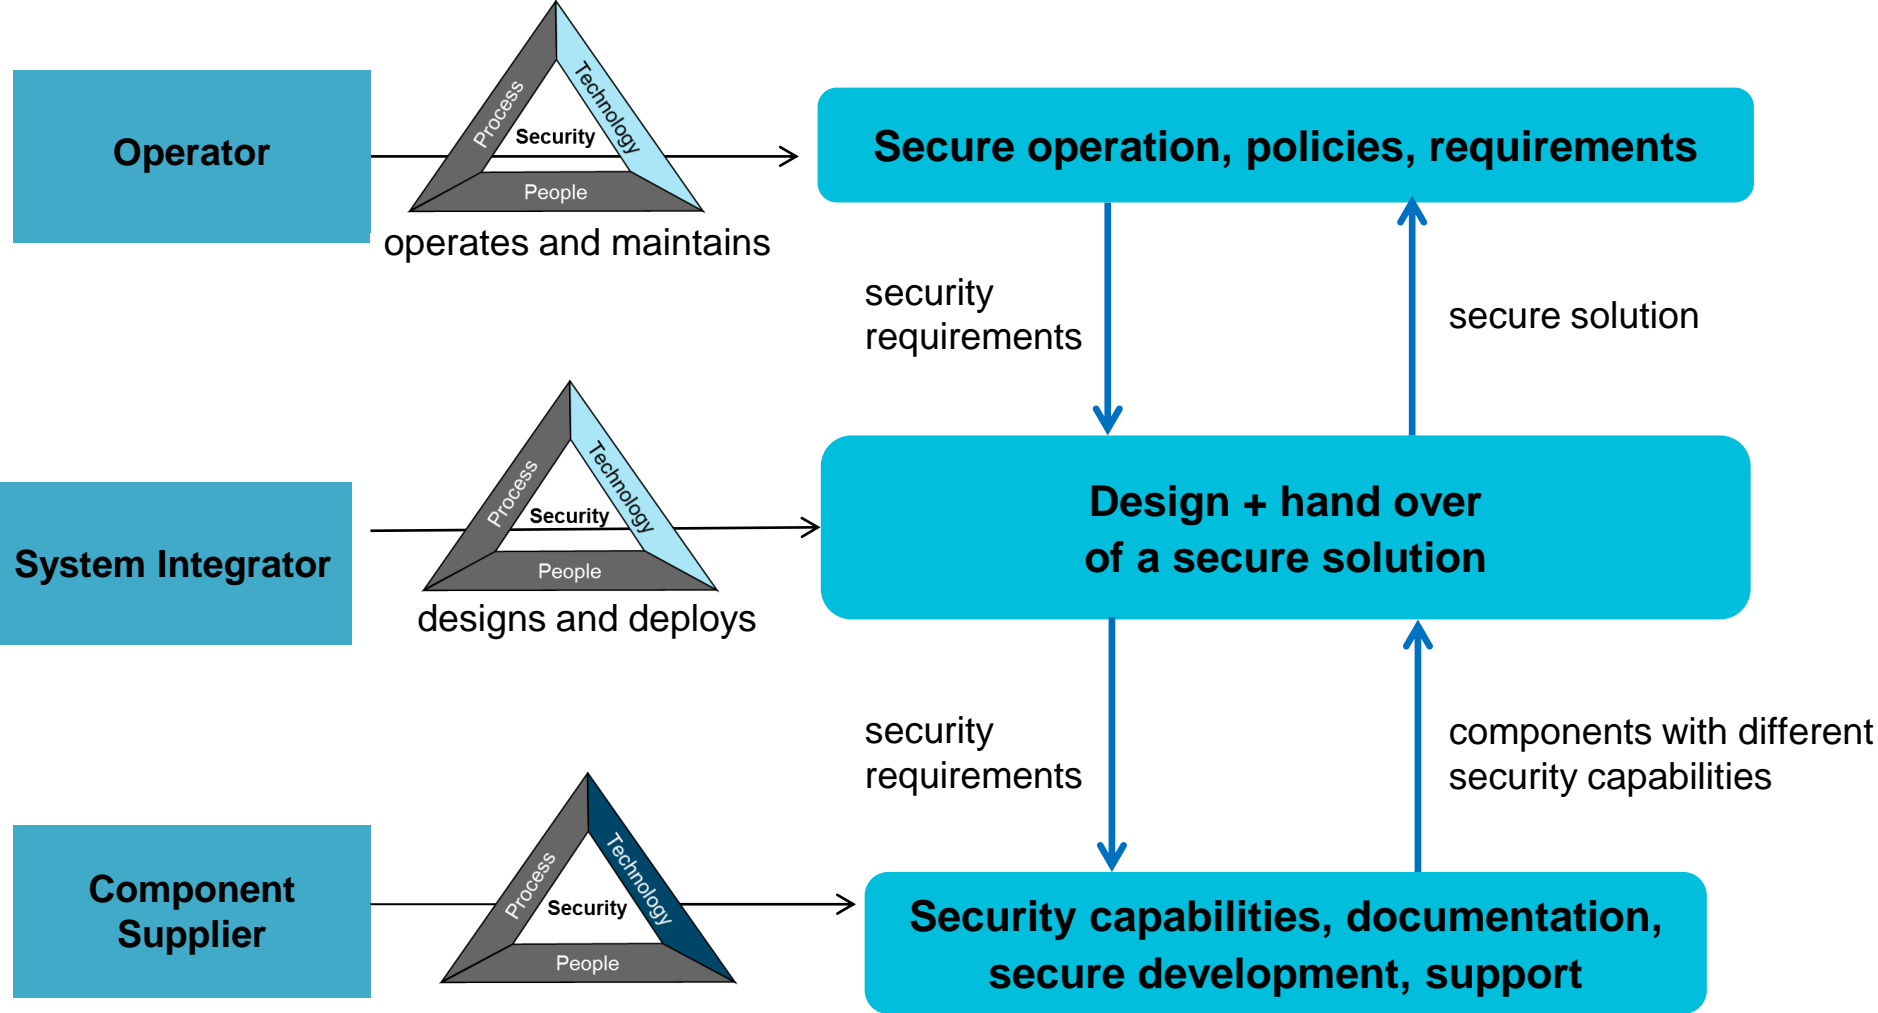 Operator
Process
Technology
Security
People
operates and maintains
Secure operation, policies, requirements
security
requirements
secure solution
System Integrator
Process
Technology
Security
People
designs and deploys
Design + hand over
of a secure solution
security
requirements
components with different
security capabilities
Component
Supplier
Process
Technology
Security
People
Security capabilities, documentation,
secure development, support